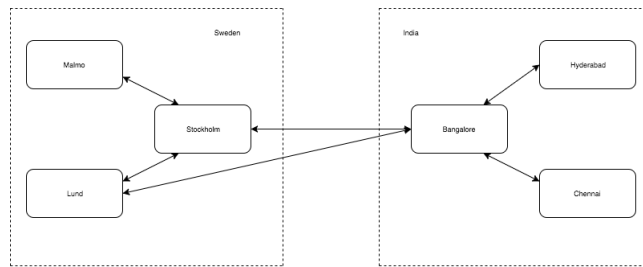 Sweden
India
Malmo
Hyderabad
Stockholm
Bangalore
Lund
Chennai